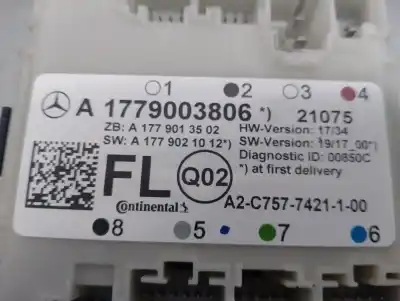 1 2 3 4
A 1779003806 *) 21075
ZB: A 177 901 35 02 HW-Version: 17/34
SW: A 177 902 10 12*) SW-Version: 19/17_00*)
Diagnostic ID: 00850C
FL Q02 *) at first delivery
Continental A2-C757-7421-1-00
8 5 7 6